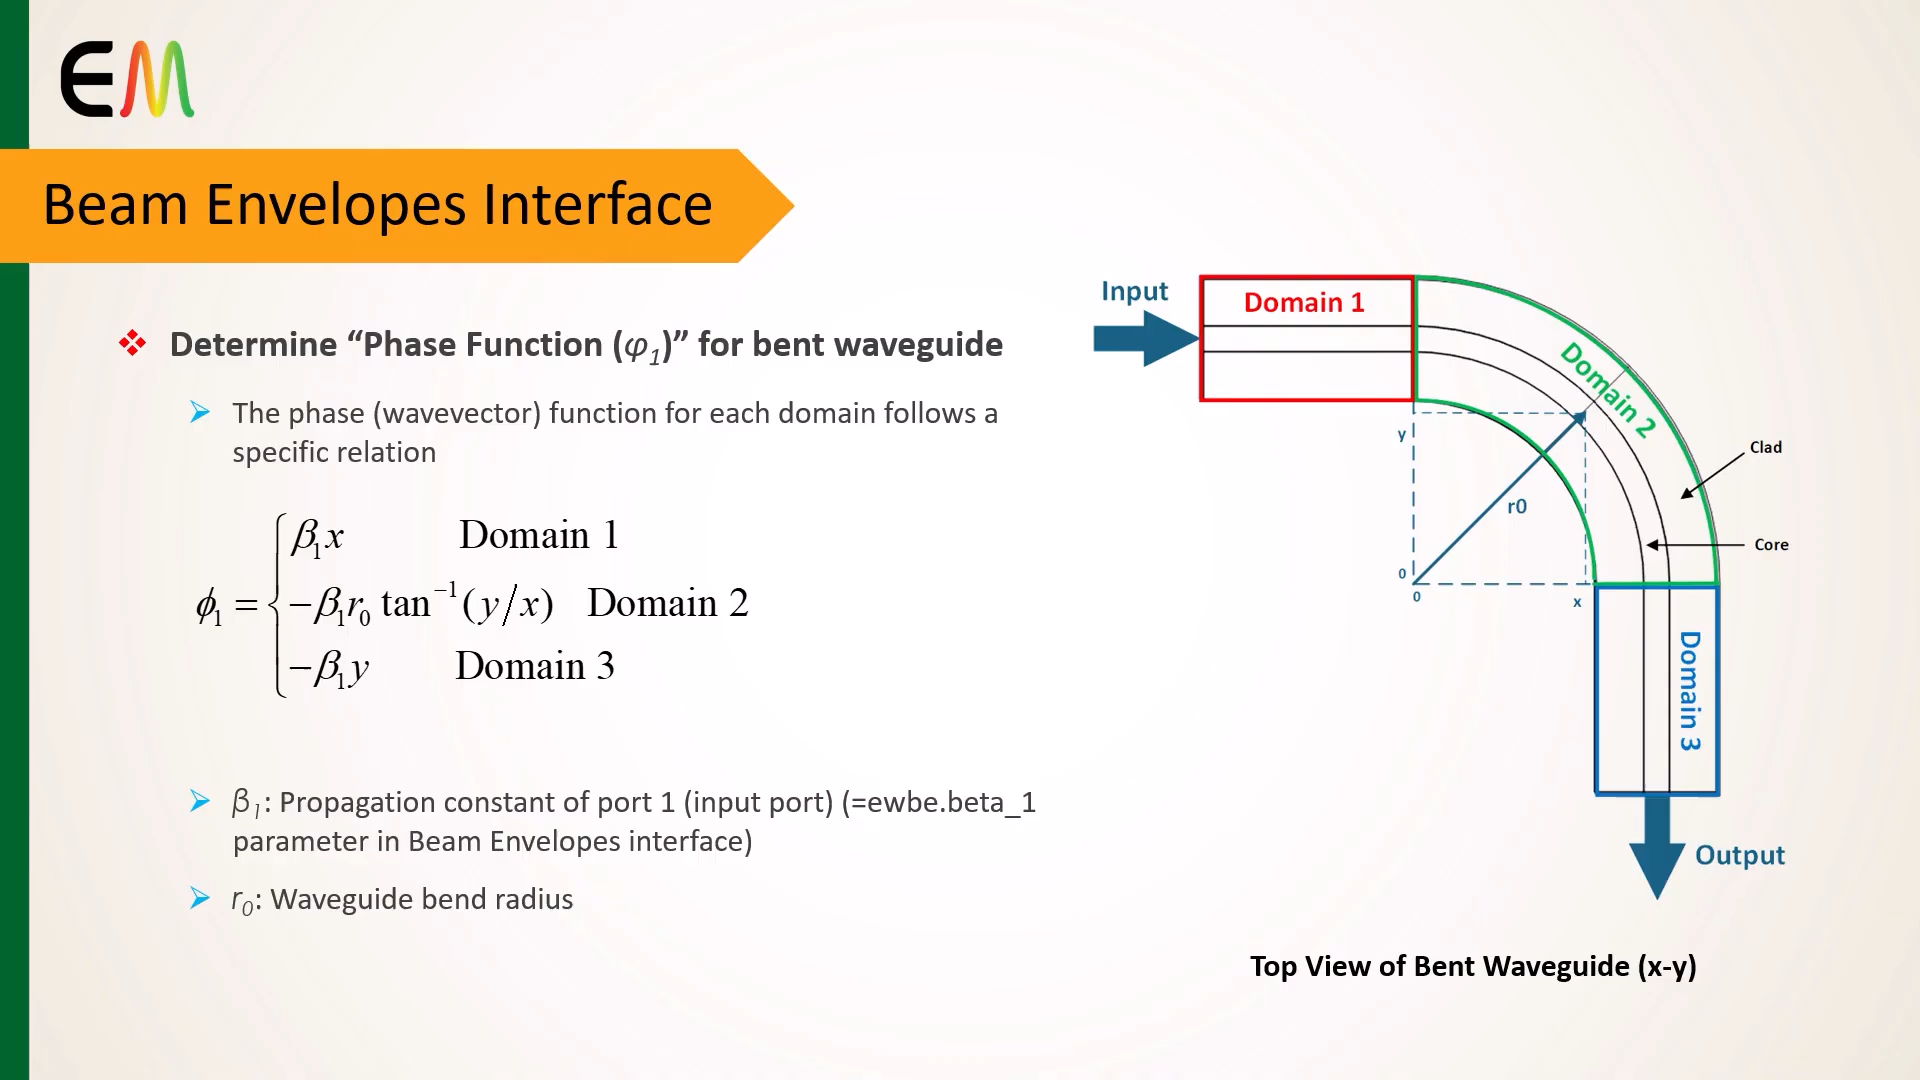 EM
Beam Envelopes Interface
Determine “Phase Function (φ₁)” for bent waveguide
The phase (wavevector) function for each domain follows a
specific relation
β₁x Domain 1
ϕ₁ = { −β₁r₀ tan⁻¹(y/x) Domain 2
−β₁y Domain 3
β₁: Propagation constant of port 1 (input port) (=ewbe.beta_1
parameter in Beam Envelopes interface)
r₀: Waveguide bend radius
Input
Domain 1
Domain 2
y
r0
0
0
x
Clad
Core
Domain 3
Output
Top View of Bent Waveguide (x-y)